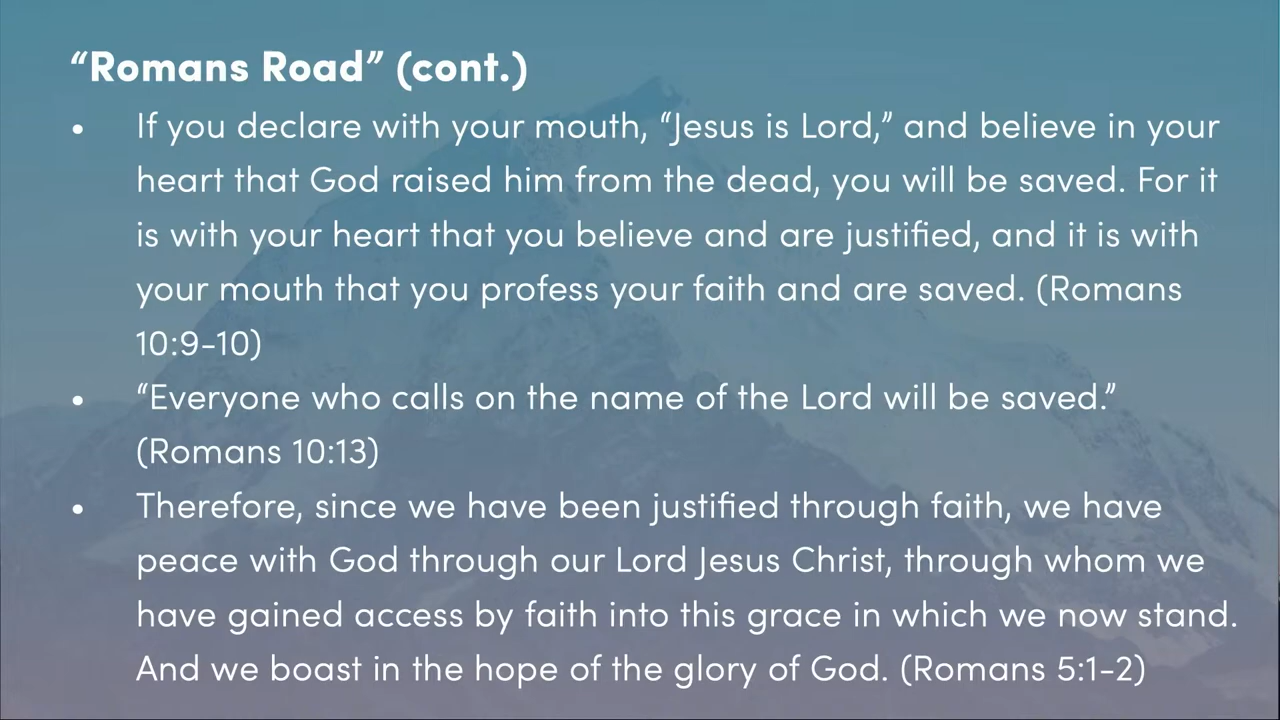 “Romans Road” (cont.)
• If you declare with your mouth, “Jesus is Lord,” and believe in your
heart that God raised him from the dead, you will be saved. For it
is with your heart that you believe and are justified, and it is with
your mouth that you profess your faith and are saved. (Romans
10:9-10)
• “Everyone who calls on the name of the Lord will be saved.”
(Romans 10:13)
• Therefore, since we have been justified through faith, we have
peace with God through our Lord Jesus Christ, through whom we
have gained access by faith into this grace in which we now stand.
And we boast in the hope of the glory of God. (Romans 5:1-2)